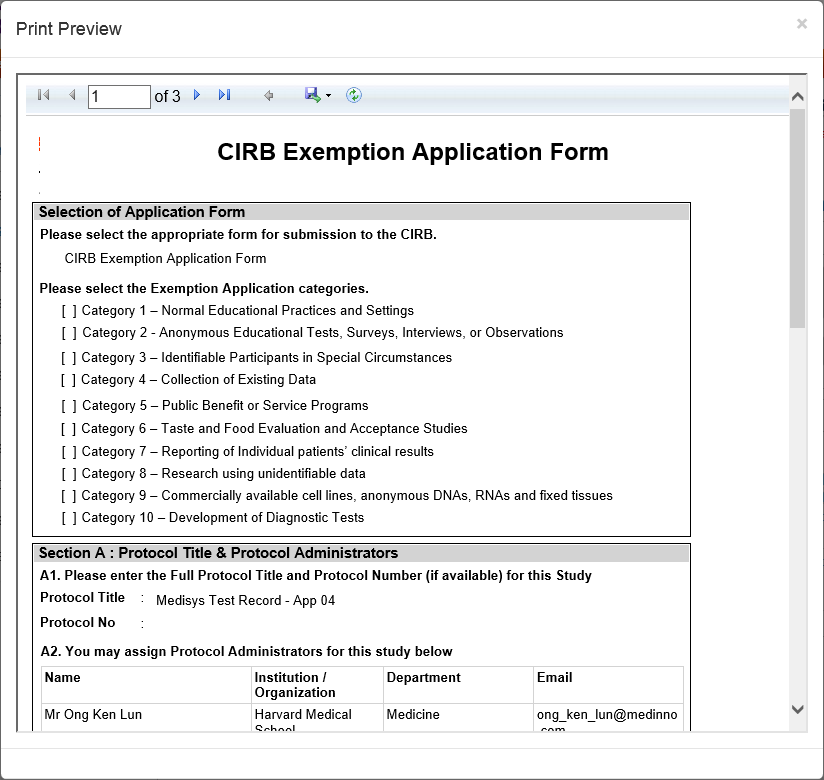 Print Preview
×
1 of 3
CIRB Exemption Application Form
Selection of Application Form
Please select the appropriate form for submission to the CIRB.
CIRB Exemption Application Form
Please select the Exemption Application categories.
[ ] Category 1 – Normal Educational Practices and Settings
[ ] Category 2 - Anonymous Educational Tests, Surveys, Interviews, or Observations
[ ] Category 3 – Identifiable Participants in Special Circumstances
[ ] Category 4 – Collection of Existing Data
[ ] Category 5 – Public Benefit or Service Programs
[ ] Category 6 – Taste and Food Evaluation and Acceptance Studies
[ ] Category 7 – Reporting of Individual patients’ clinical results
[ ] Category 8 – Research using unidentifiable data
[ ] Category 9 – Commercially available cell lines, anonymous DNAs, RNAs and fixed tissues
[ ] Category 10 – Development of Diagnostic Tests
Section A : Protocol Title & Protocol Administrators
A1. Please enter the Full Protocol Title and Protocol Number (if available) for this Study
Protocol Title : Medisys Test Record - App 04
Protocol No :
A2. You may assign Protocol Administrators for this study below
Name Institution / Department Email
Organization
Mr Ong Ken Lun Harvard Medical Medicine ong_ken_lun@medinno
School .com